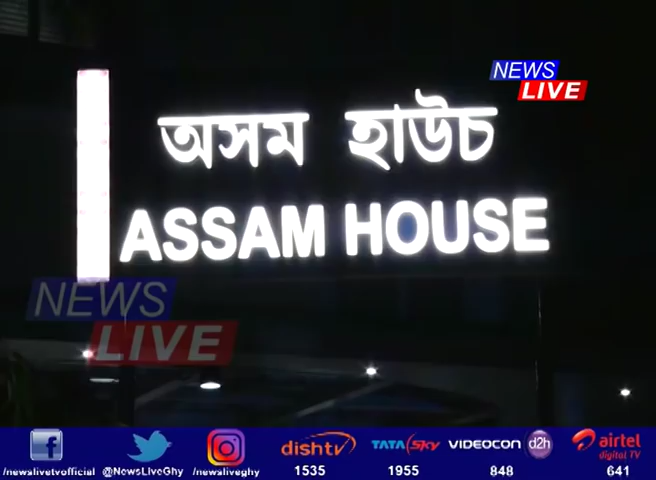 NEWS
LIVE
অসম হাউচ
ASSAM HOUSE
NEWS
LIVE
/newslivetvofficial @NewsLiveGhy /newsliveghy
dishtv TATA SKY VIDEOCON d2h airtel digital TV
1535 1955 848 641